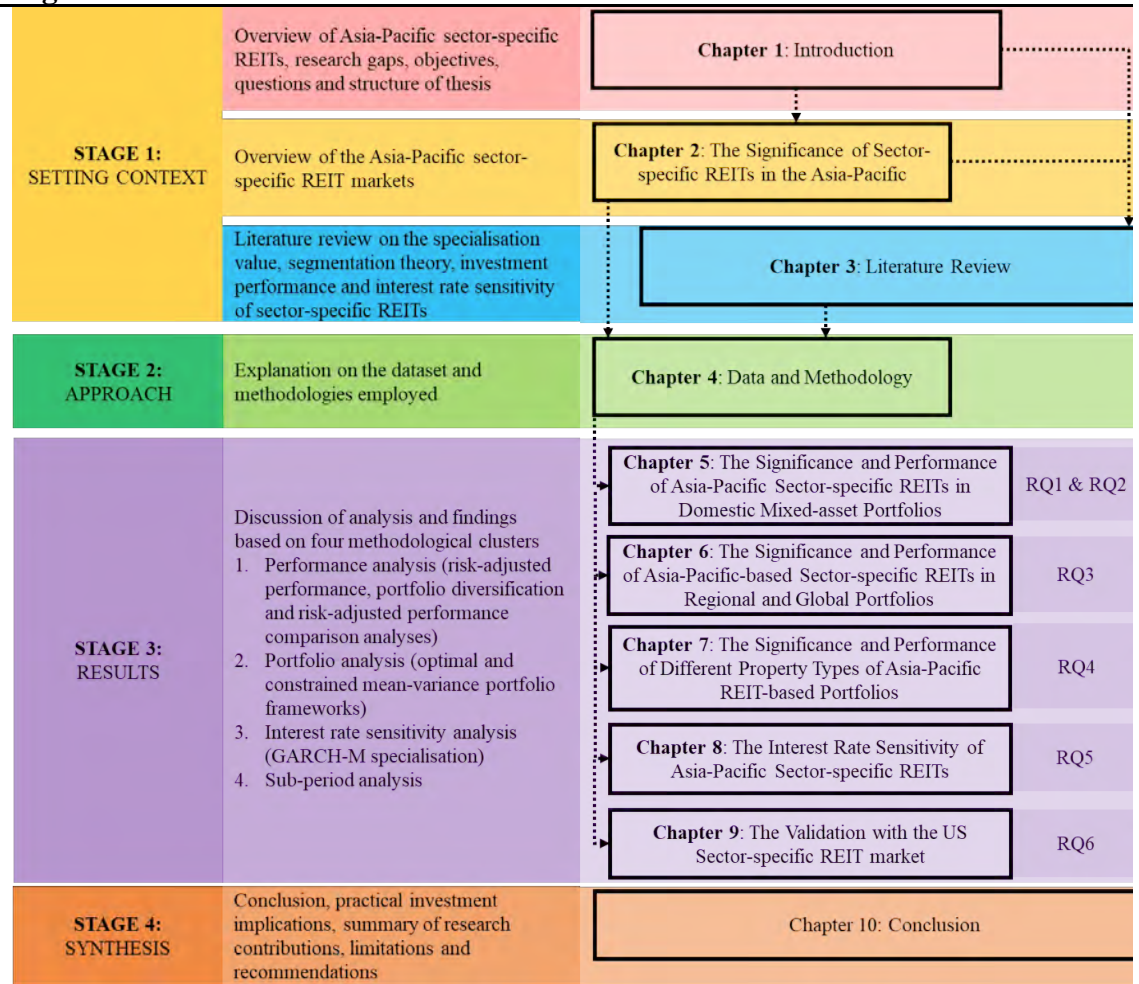 Overview of Asia-Pacific sector-specific
REITs, research gaps, objectives,
questions and structure of thesis
Chapter 1: Introduction
STAGE 1:
SETTING CONTEXT
Overview of the Asia-Pacific sector-
specific REIT markets
Chapter 2: The Significance of Sector-
specific REITs in the Asia-Pacific
Literature review on the specialisation
value, segmentation theory, investment
performance and interest rate sensitivity
of sector-specific REITs
Chapter 3: Literature Review
STAGE 2:
APPROACH
Explanation on the dataset and
methodologies employed
Chapter 4: Data and Methodology
STAGE 3:
RESULTS
Discussion of analysis and findings
based on four methodological clusters
1. Performance analysis (risk-adjusted
performance, portfolio diversification
and risk-adjusted performance
comparison analyses)
2. Portfolio analysis (optimal and
constrained mean-variance portfolio
frameworks)
3. Interest rate sensitivity analysis
(GARCH-M specialisation)
4. Sub-period analysis
Chapter 5: The Significance and Performance
of Asia-Pacific Sector-specific REITs in
Domestic Mixed-asset Portfolios
RQ1 & RQ2
Chapter 6: The Significance and Performance
of Asia-Pacific-based Sector-specific REITs in
Regional and Global Portfolios
RQ3
Chapter 7: The Significance and Performance
of Different Property Types of Asia-Pacific
REIT-based Portfolios
RQ4
Chapter 8: The Interest Rate Sensitivity of
Asia-Pacific Sector-specific REITs
RQ5
Chapter 9: The Validation with the US
Sector-specific REIT market
RQ6
STAGE 4:
SYNTHESIS
Conclusion, practical investment
implications, summary of research
contributions, limitations and
recommendations
Chapter 10: Conclusion